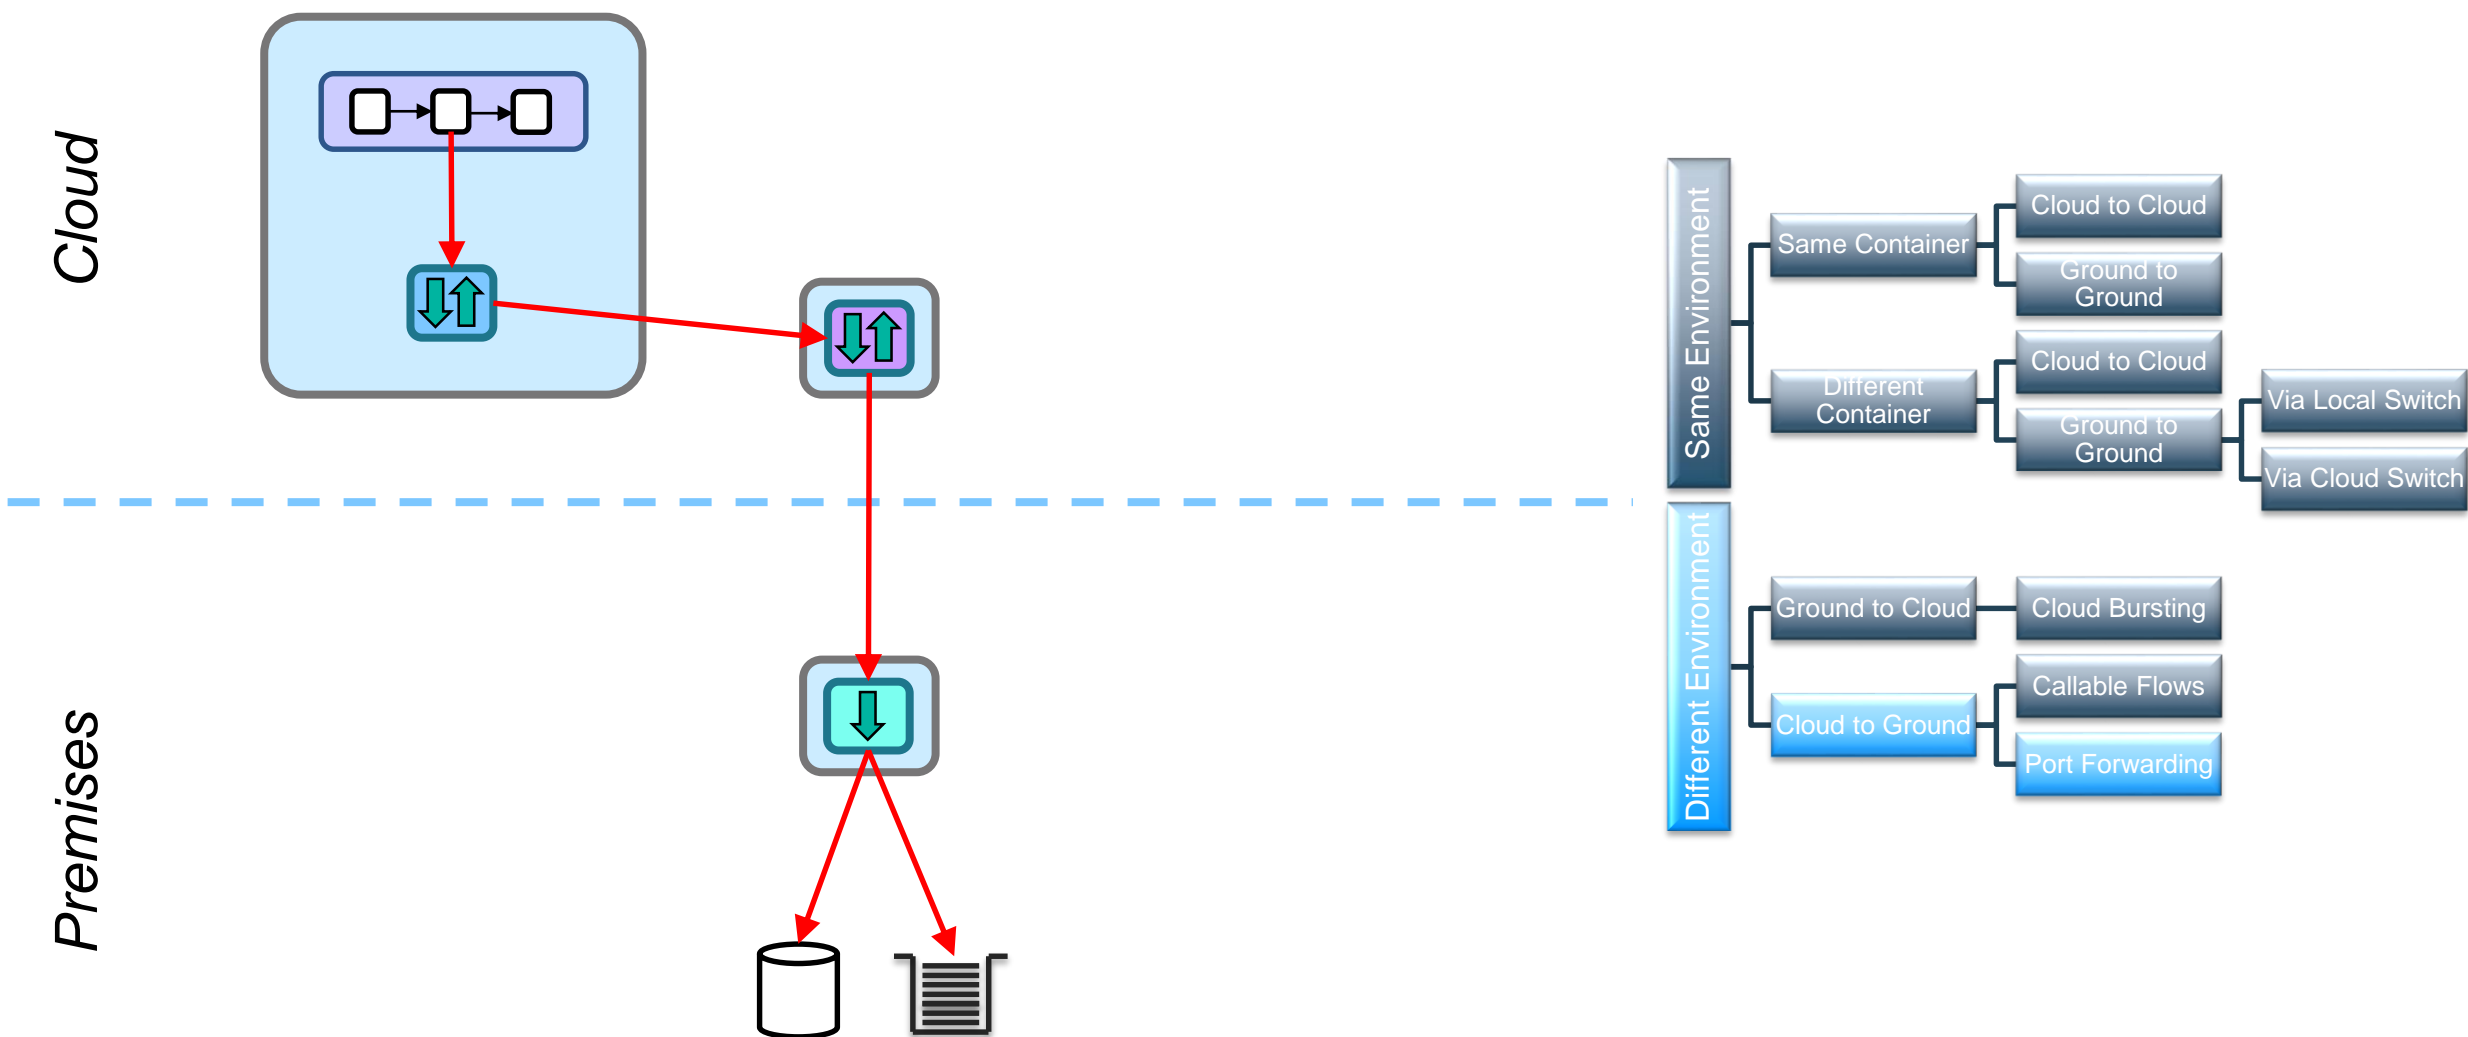 Cloud
Premises
Same Environment
Same Container
Cloud to Cloud
Ground to
Ground
Different
Container
Cloud to Cloud
Ground to
Ground
Via Local Switch
Via Cloud Switch
Different Environment
Ground to Cloud
Cloud Bursting
Cloud to Ground
Callable Flows
Port Forwarding